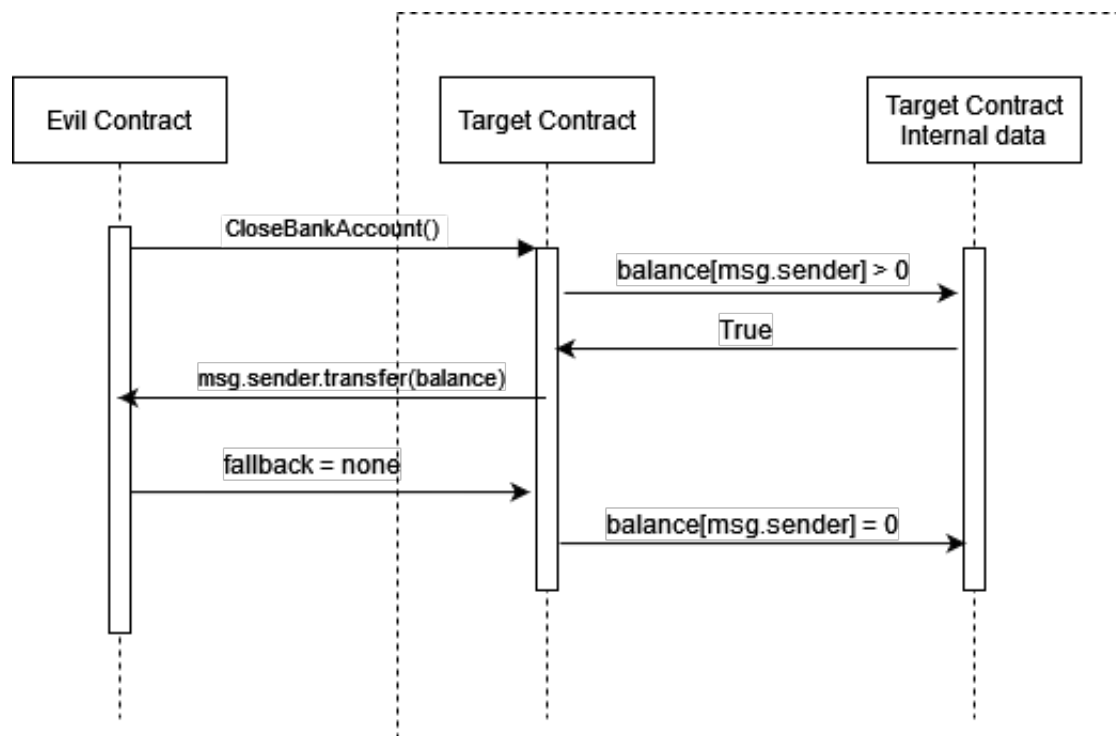 Evil Contract
Target Contract
Target Contract
Internal data
CloseBankAccount()
balance[msg.sender] > 0
True
msg.sender.transfer(balance)
fallback = none
balance[msg.sender] = 0